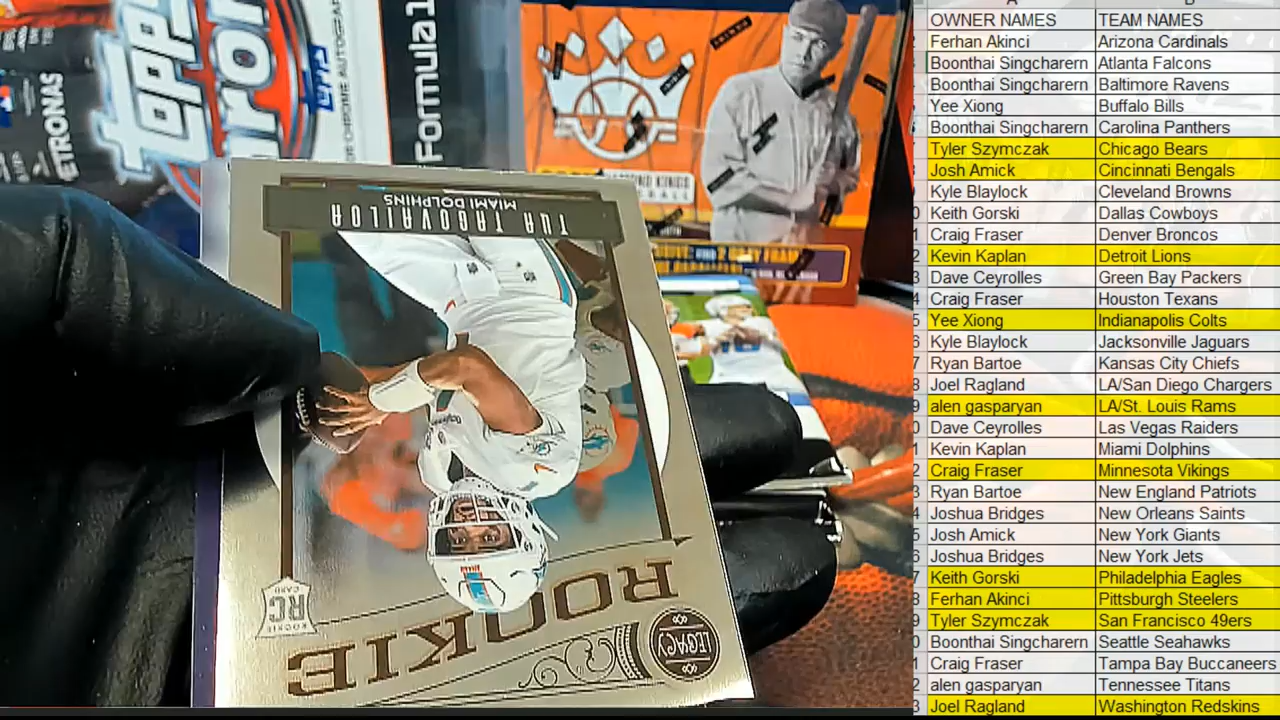 OWNER NAMES TEAM NAMES
Ferhan Akinci Arizona Cardinals
Boonthai Singcharern Atlanta Falcons
Boonthai Singcharern Baltimore Ravens
Yee Xiong Buffalo Bills
Boonthai Singcharern Carolina Panthers
Tyler Szymczak Chicago Bears
Josh Amick Cincinnati Bengals
Kyle Blaylock Cleveland Browns
Keith Gorski Dallas Cowboys
Craig Fraser Denver Broncos
Kevin Kaplan Detroit Lions
Dave Ceyrolles Green Bay Packers
Craig Fraser Houston Texans
Yee Xiong Indianapolis Colts
Kyle Blaylock Jacksonville Jaguars
Ryan Bartoe Kansas City Chiefs
Joel Ragland LA/San Diego Chargers
alen gasparyan LA/St. Louis Rams
Dave Ceyrolles Las Vegas Raiders
Kevin Kaplan Miami Dolphins
Craig Fraser Minnesota Vikings
Ryan Bartoe New England Patriots
Joshua Bridges New Orleans Saints
Josh Amick New York Giants
Joshua Bridges New York Jets
Keith Gorski Philadelphia Eagles
Ferhan Akinci Pittsburgh Steelers
Tyler Szymczak San Francisco 49ers
Boonthai Singcharern Seattle Seahawks
Craig Fraser Tampa Bay Buccaneers
alen gasparyan Tennessee Titans
Joel Ragland Washington Redskins
Formula1
ETRONAS
TUA TAGOVAILOA
MIAMI DOLPHINS
LEGACY
ROOKIE
RC
ROOKIE
CARD